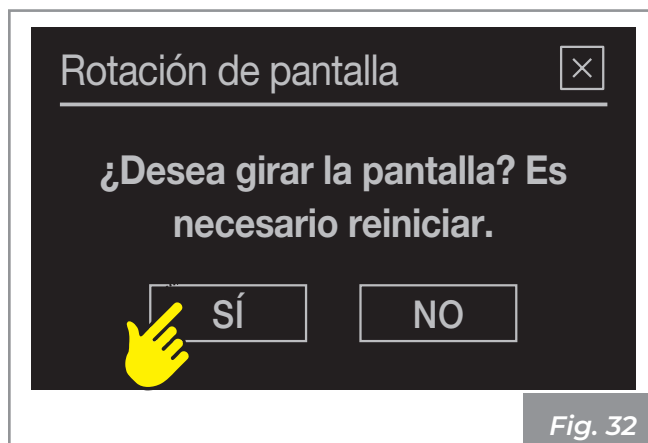 Rotación de pantalla
¿Desea girar la pantalla? Es
necesario reiniciar.
SÍ NO
Fig. 32